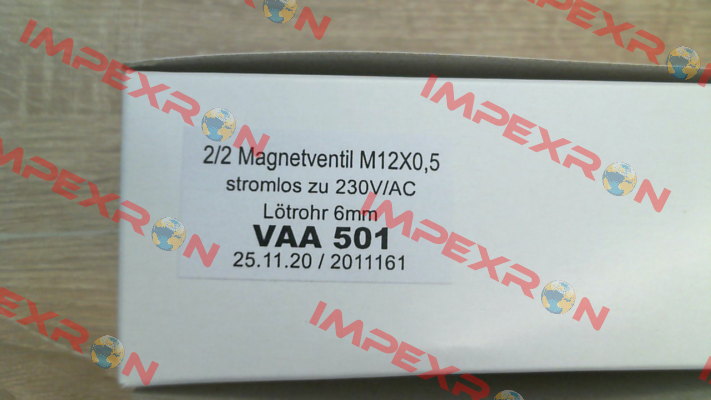 2/2 Magnetventil M12X0,5
stromlos zu 230V/AC
Lötrohr 6mm
VAA 501
25.11.20 / 2011161
IMPEXRON
IMPEXRON
IMPEXRON
IMPEXRON
IMPEXRON
IMPEXRON